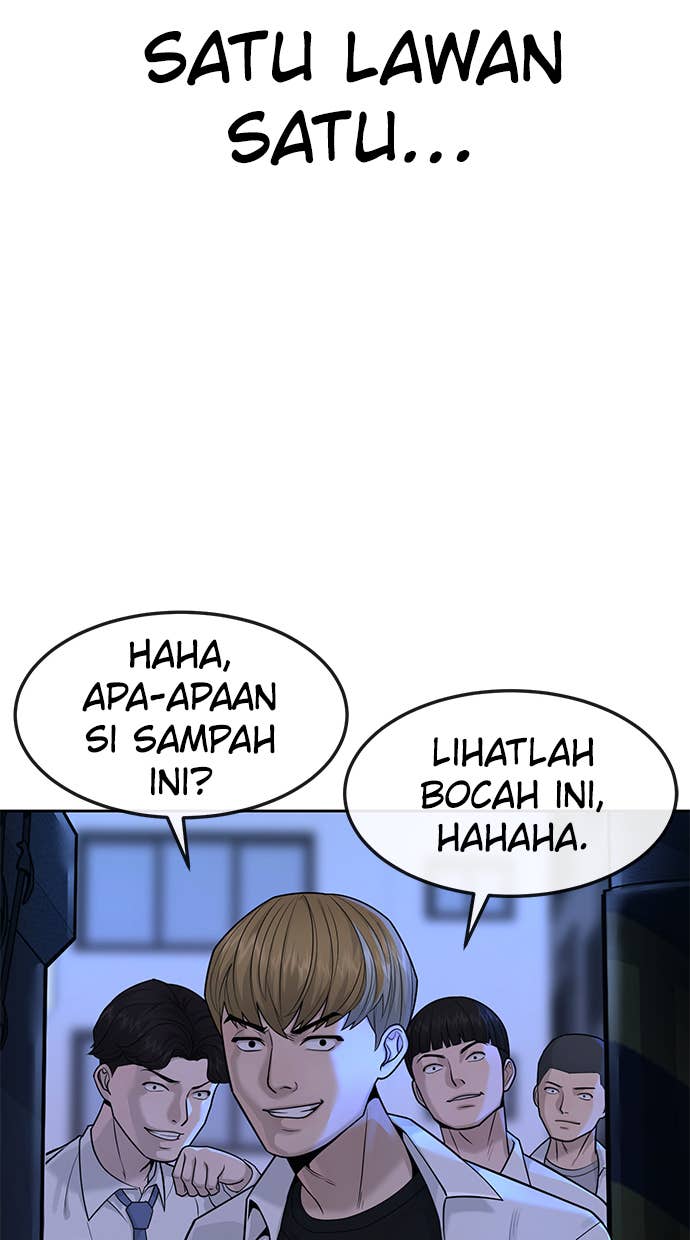 SATU LAWAN
SATU...
HAHA,
APA-APAAN
SI SAMPAH
INI?
LIHATLAH
BOCAH INI,
HAHAHA.